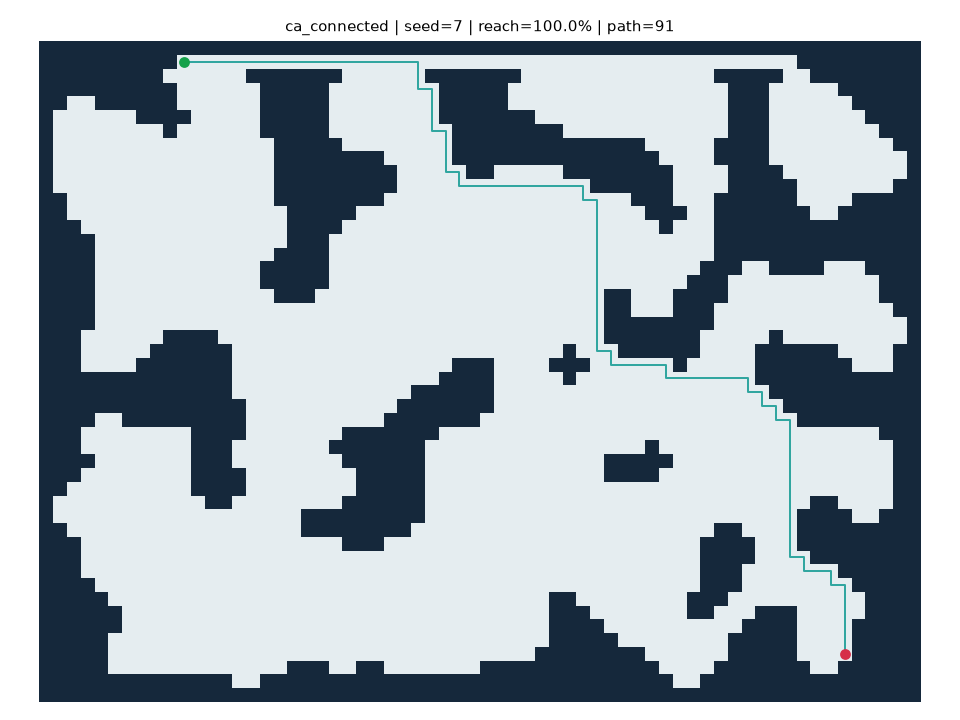 ca_connected | seed=7 | reach=100.0% | path=91